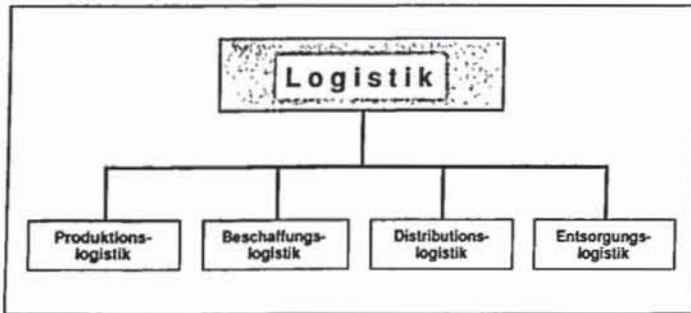 Logistik
Produktions-
logistik
Beschaffungs-
logistik
Distributions-
logistik
Entsorgungs-
logistik